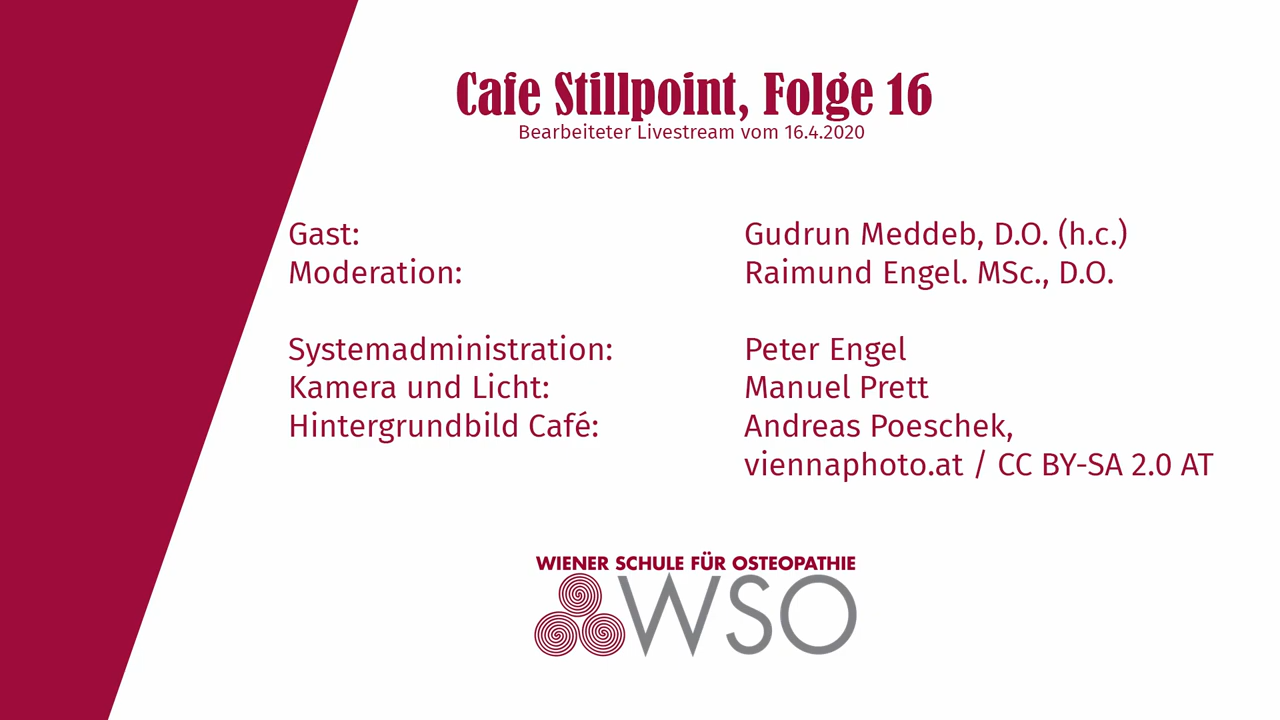 Cafe Stillpoint, Folge 16
Bearbeiteter Livestream vom 16.4.2020
Gast: Gudrun Meddeb, D.O. (h.c.)
Moderation: Raimund Engel. MSc., D.O.
Systemadministration: Peter Engel
Kamera und Licht: Manuel Prett
Hintergrundbild Café: Andreas Poeschek,
viennaphoto.at / CC BY-SA 2.0 AT
WIENER SCHULE FÜR OSTEOPATHIE
WSO